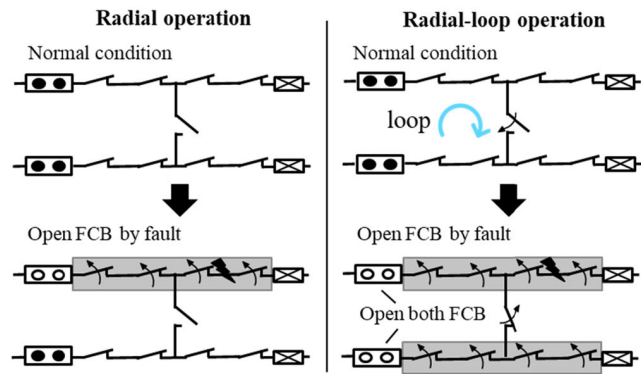 Radial operation
Normal condition
Open FCB by fault
Radial-loop operation
Normal condition
loop
Open FCB by fault
Open both FCB